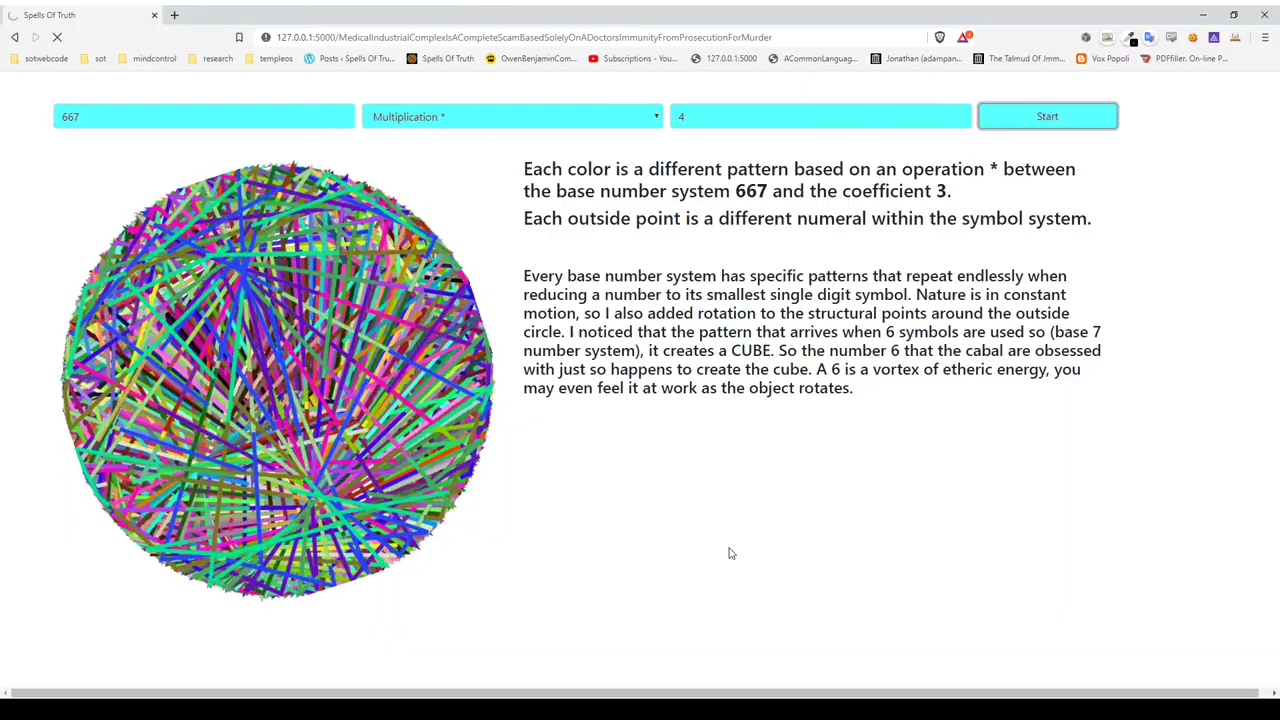 Spells Of Truth
127.0.0.1:5000/MedicalIndustrialComplexIsACompleteScamBasedSolelyOnADoctorsImmunityFromProsecutionForMurder
sotwebcode sot mindcontrol research templeos Posts ‹ Spells Of Tru... Spells Of Truth OwenBenjaminCom... Subscriptions - You... 127.0.0.1:5000 ACommonLanguag... Jonathan (adampan... The Talmud Of Jmm... Vox Popoli PDFfiller. On-line P...
667 Multiplication * 4 Start
Each color is a different pattern based on an operation * between
the base number system 667 and the coefficient 3.
Each outside point is a different numeral within the symbol system.
Every base number system has specific patterns that repeat endlessly when
reducing a number to its smallest single digit symbol. Nature is in constant
motion, so I also added rotation to the structural points around the outside
circle. I noticed that the pattern that arrives when 6 symbols are used so (base 7
number system), it creates a CUBE. So the number 6 that the cabal are obsessed
with just so happens to create the cube. A 6 is a vortex of etheric energy, you
may even feel it at work as the object rotates.